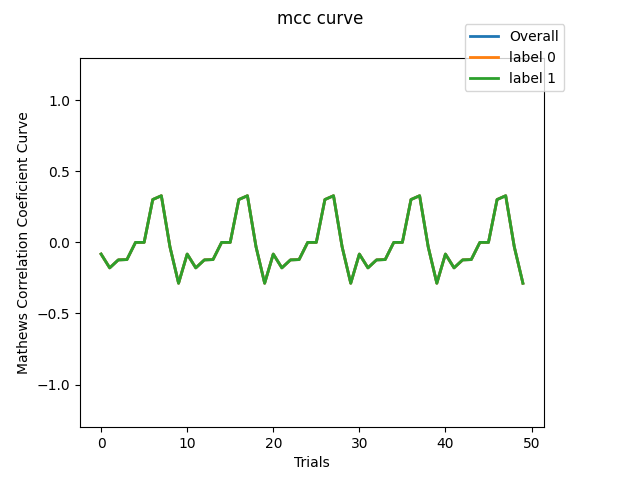 mcc curve
Overall
label 0
label 1
Mathews Correlation Coeficient Curve
1.0
0.5
0.0
−0.5
−1.0
0 10 20 30 40 50
Trials